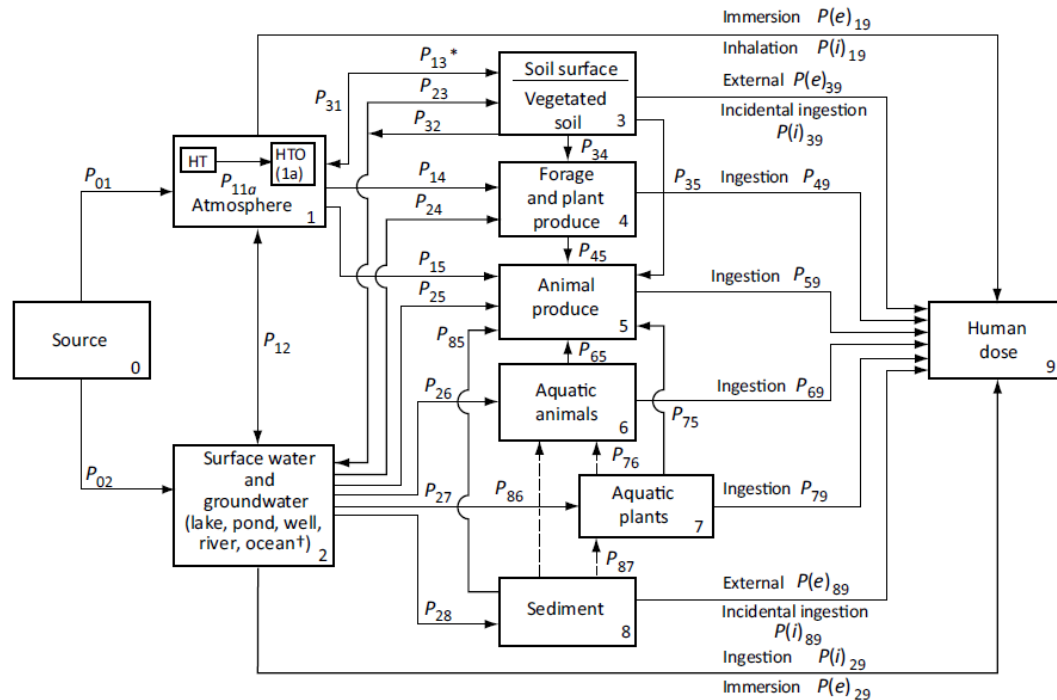 Immersion P(e)19
Inhalation P(i)19
P13*
Soil surface
External P(e)39
P23
Vegetated
soil
3
Incidental ingestion
P(i)39
P31
P32
HT
HTO
(1a)
P11a
Atmosphere
1
P01
P34
P14
Forage
and plant
produce
4
P35
Ingestion P49
P24
P45
P15
Animal
produce
5
Ingestion P59
P25
Source
0
P12
P85
P65
Human
dose
9
P26
Aquatic
animals
6
Ingestion P69
P75
P02
Surface water
and
groundwater
(lake, pond, well,
river, ocean†)
2
P76
P27
P86
Aquatic
plants
7
Ingestion P79
P87
P28
Sediment
8
External P(e)89
Incidental ingestion
P(i)89
Ingestion P(i)29
Immersion P(e)29